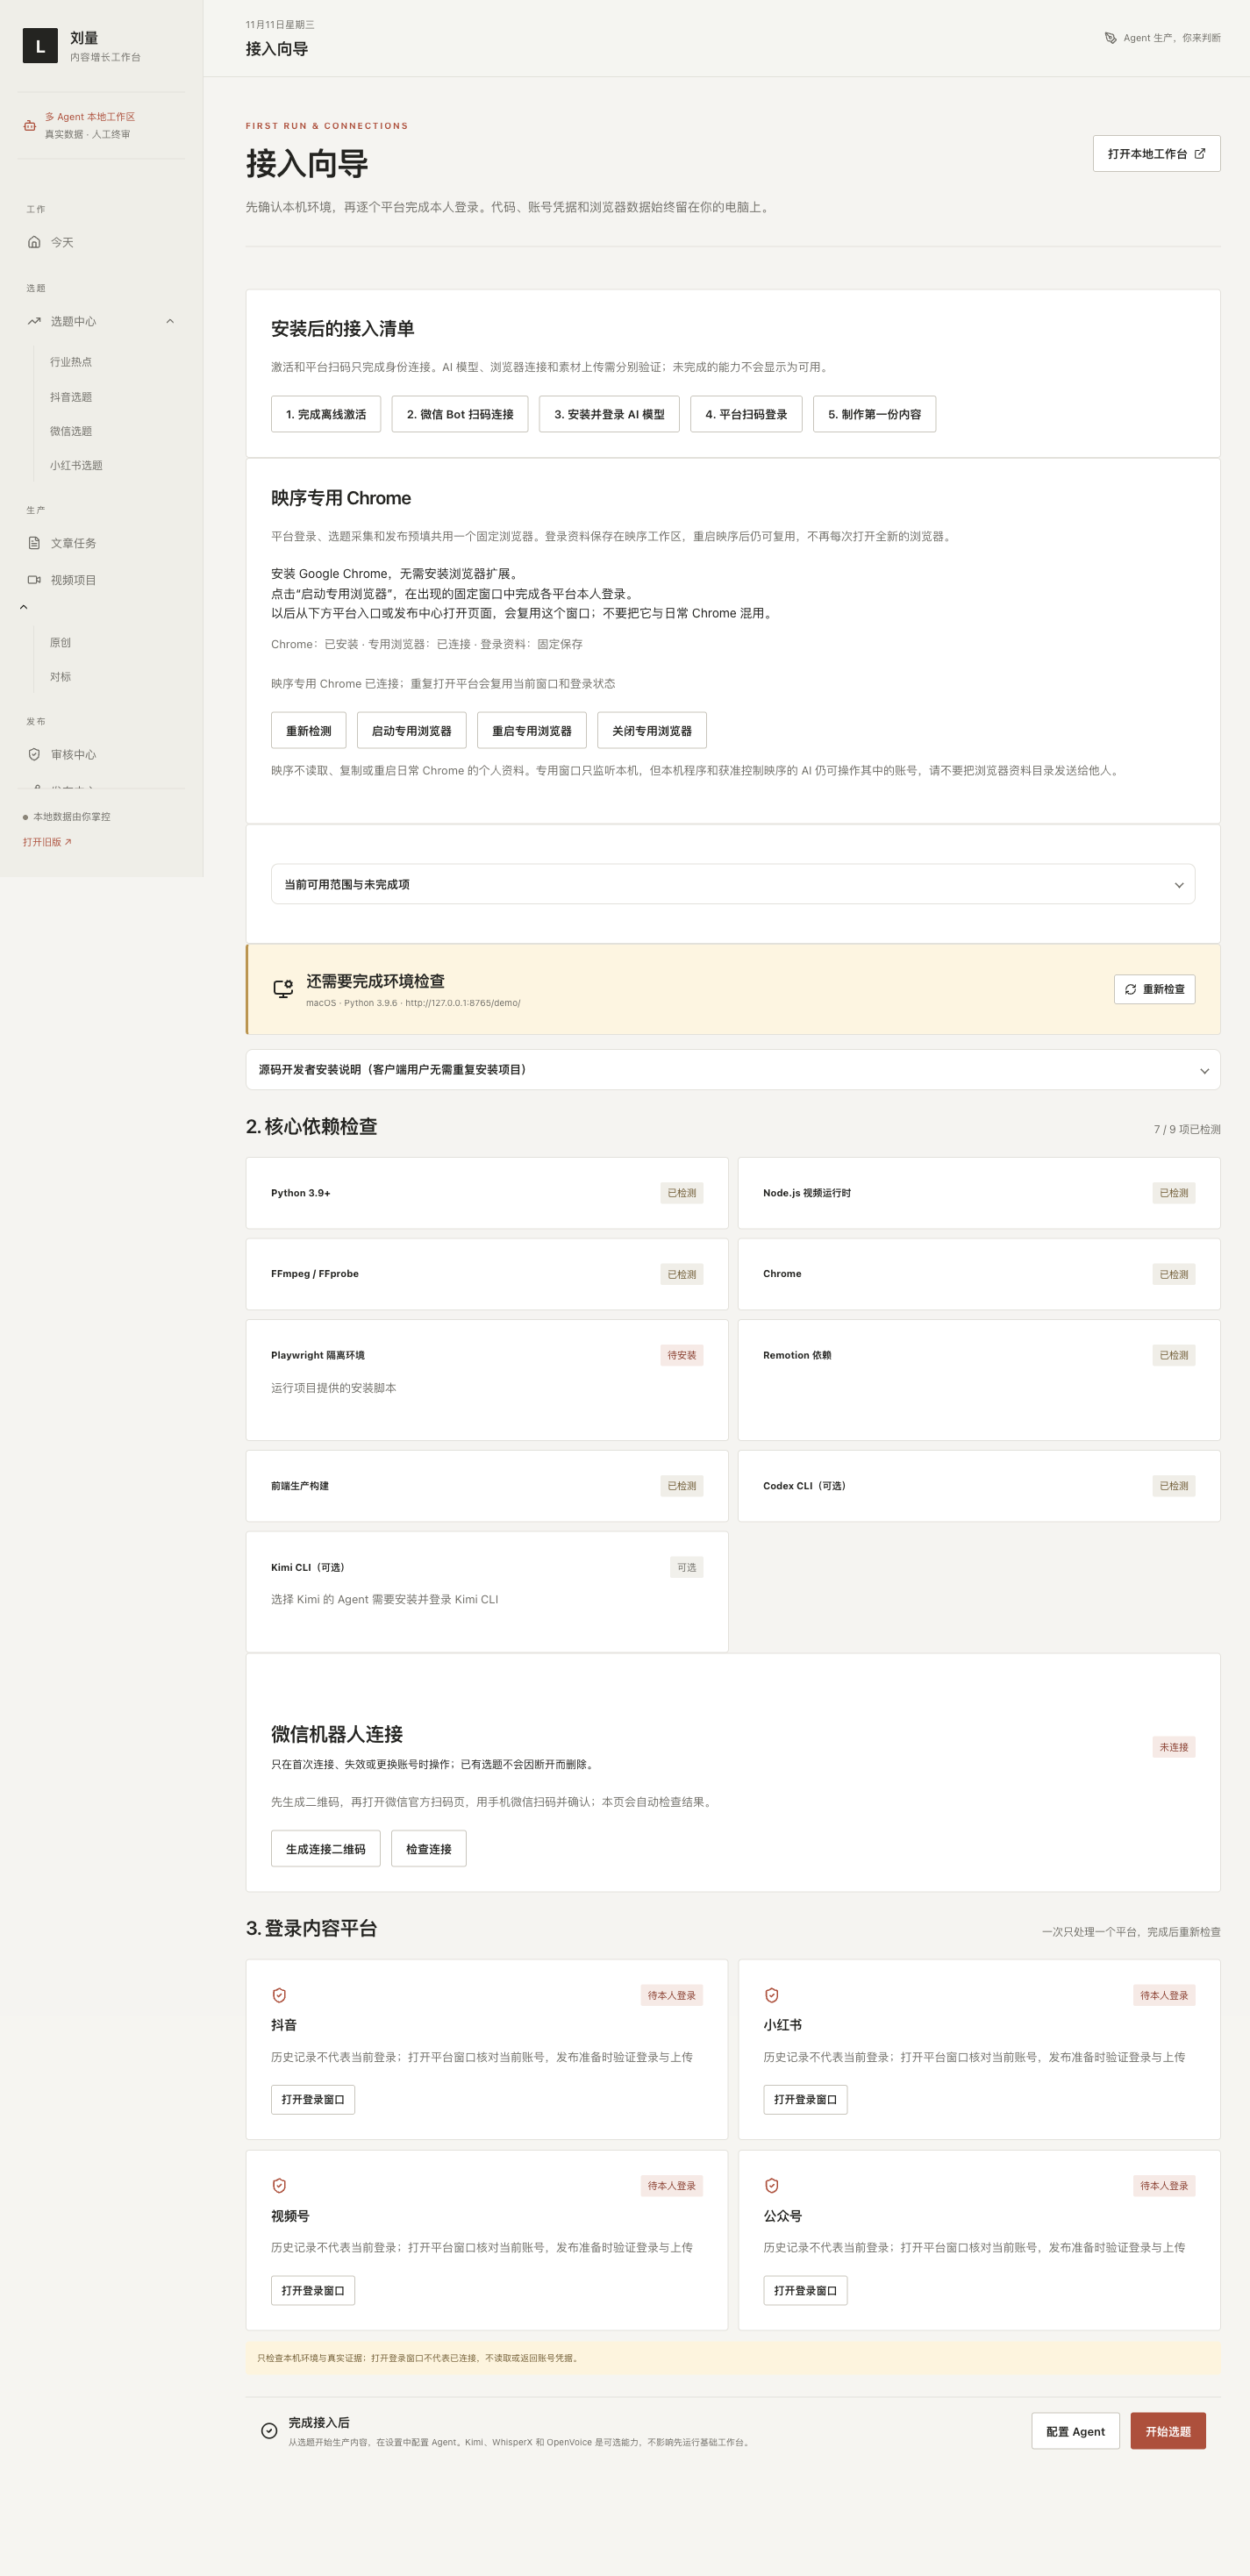 L
刘量
内容增长工作台
多 Agent 本地工作区
真实数据 · 人工终审
工作
今天
选题
选题中心
行业热点
抖音选题
微信选题
小红书选题
生产
文章任务
视频项目
原创
对标
发布
审核中心
本地数据由你掌控
打开旧版 ↗
11月11日星期三
接入向导
Agent 生产，你来判断
FIRST RUN & CONNECTIONS
接入向导
先确认本机环境，再逐个平台完成本人登录。代码、账号凭据和浏览器数据始终留在你的电脑上。
打开本地工作台
安装后的接入清单
激活和平台扫码只完成身份连接。AI 模型、浏览器连接和素材上传需分别验证；未完成的能力不会显示为可用。
1. 完成离线激活
2. 微信 Bot 扫码连接
3. 安装并登录 AI 模型
4. 平台扫码登录
5. 制作第一份内容
映序专用 Chrome
平台登录、选题采集和发布预填共用一个固定浏览器。登录资料保存在映序工作区，重启映序后仍可复用，不再每次打开全新的浏览器。
安装 Google Chrome，无需安装浏览器扩展。
点击“启动专用浏览器”，在出现的固定窗口中完成各平台本人登录。
以后从下方平台入口或发布中心打开页面，会复用这个窗口；不要把它与日常 Chrome 混用。
Chrome：已安装 · 专用浏览器：已连接 · 登录资料：固定保存
映序专用 Chrome 已连接；重复打开平台会复用当前窗口和登录状态
重新检测
启动专用浏览器
重启专用浏览器
关闭专用浏览器
映序不读取、复制或重启日常 Chrome 的个人资料。专用窗口只监听本机，但本机程序和获准控制映序的 AI 仍可操作其中的账号，请不要把浏览器资料目录发送给他人。
当前可用范围与未完成项
还需要完成环境检查
macOS · Python 3.9.6 · http://127.0.0.1:8765/demo/
重新检查
源码开发者安装说明（客户端用户无需重复安装项目）
2. 核心依赖检查
7 / 9 项已检测
Python 3.9+
已检测
Node.js 视频运行时
已检测
FFmpeg / FFprobe
已检测
Chrome
已检测
Playwright 隔离环境
待安装
运行项目提供的安装脚本
Remotion 依赖
已检测
前端生产构建
已检测
Codex CLI（可选）
已检测
Kimi CLI（可选）
可选
选择 Kimi 的 Agent 需要安装并登录 Kimi CLI
微信机器人连接
只在首次连接、失效或更换账号时操作；已有选题不会因断开而删除。
未连接
先生成二维码，再打开微信官方扫码页，用手机微信扫码并确认；本页会自动检查结果。
生成连接二维码
检查连接
3. 登录内容平台
一次只处理一个平台，完成后重新检查
待本人登录
抖音
历史记录不代表当前登录；打开平台窗口核对当前账号，发布准备时验证登录与上传
打开登录窗口
待本人登录
小红书
历史记录不代表当前登录；打开平台窗口核对当前账号，发布准备时验证登录与上传
打开登录窗口
待本人登录
视频号
历史记录不代表当前登录；打开平台窗口核对当前账号，发布准备时验证登录与上传
打开登录窗口
待本人登录
公众号
历史记录不代表当前登录；打开平台窗口核对当前账号，发布准备时验证登录与上传
打开登录窗口
只检查本机环境与真实证据；打开登录窗口不代表已连接，不读取或返回账号凭据。
完成接入后
从选题开始生产内容，在设置中配置 Agent。Kimi、WhisperX 和 OpenVoice 是可选能力，不影响先运行基础工作台。
配置 Agent
开始选题